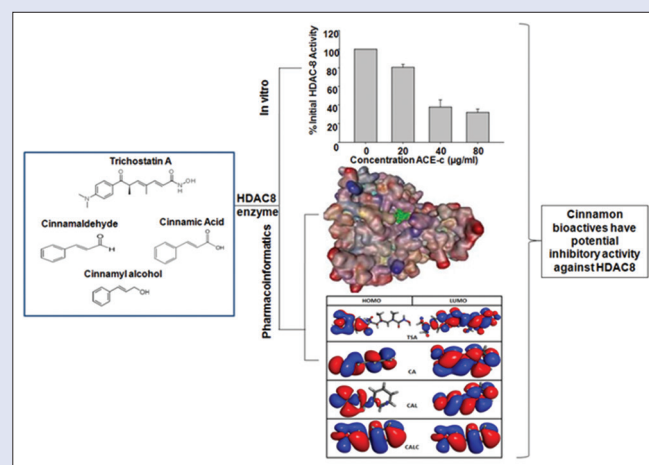 Trichostatin A
Cinnamaldehyde
Cinnamic Acid
Cinnamyl alcohol
HDAC8
enzyme
In vitro
Pharmacoinformatics
% Initial HDAC-8 Activity
120
100
80
60
40
20
0
0 20 40 80
Concentration ACE-c (µg/ml)
HOMO LUMO
TSA
CA
CAL
CALC
Cinnamon
bioactives have
potential
inhibitory activity
against HDAC8